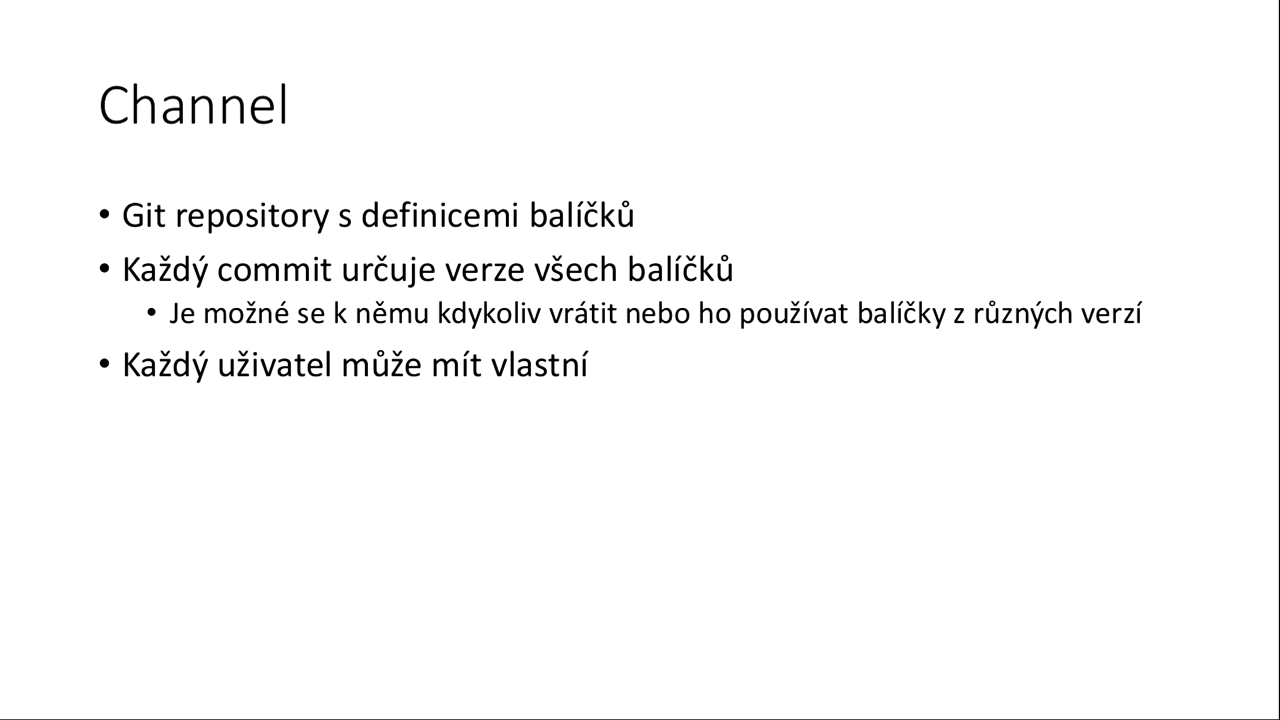 Channel
• Git repository s definicemi balíčků
• Každý commit určuje verze všech balíčků
• Je možné se k němu kdykoliv vrátit nebo ho používat balíčky z různých verzí
• Každý uživatel může mít vlastní